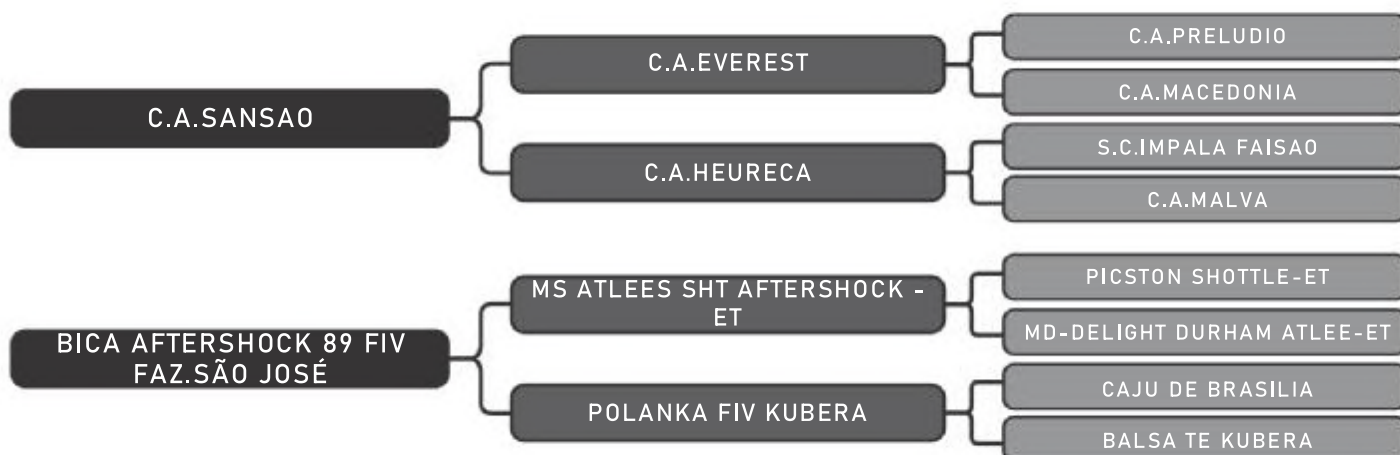 C.A.SANSAO
C.A.EVEREST
C.A.PRELUDIO
C.A.MACEDONIA
C.A.HEURECA
S.C.IMPALA FAISAO
C.A.MALVA
BICA AFTERSHOCK 89 FIV
FAZ.SÃO JOSÉ
MS ATLEES SHT AFTERSHOCK -
ET
PICSTON SHOTTLE-ET
MD-DELIGHT DURHAM ATLEE-ET
POLANKA FIV KUBERA
CAJU DE BRASILIA
BALSA TE KUBERA